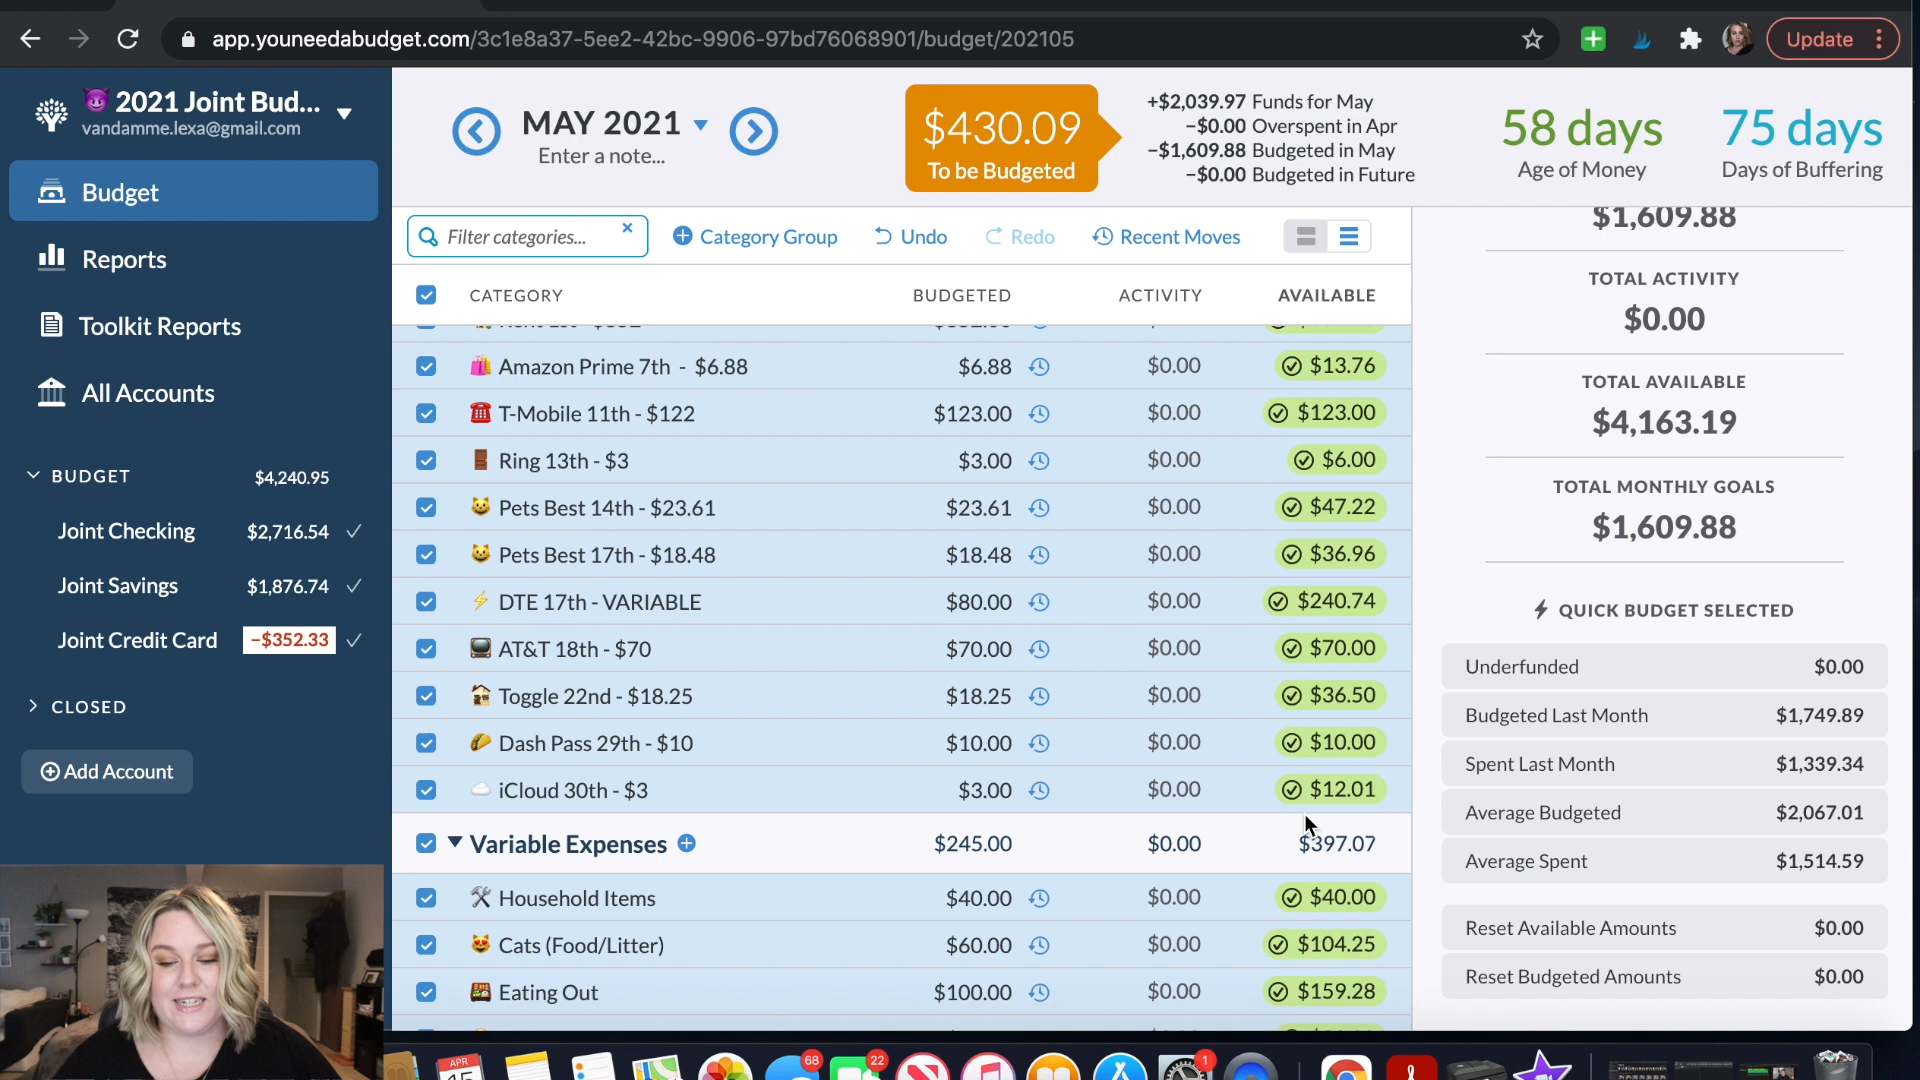 app.youneedabudget.com/3c1e8a37-5ee2-42bc-9906-97bd76068901/budget/202105
Update
2021 Joint Bud...
vandamme.lexa@gmail.com
Budget
Reports
Toolkit Reports
All Accounts
BUDGET $4,240.95
Joint Checking $2,716.54
Joint Savings $1,876.74
Joint Credit Card -$352.33
CLOSED
Add Account
MAY 2021
Enter a note...
$430.09
To be Budgeted
+$2,039.97 Funds for May
-$0.00 Overspent in Apr
-$1,609.88 Budgeted in May
-$0.00 Budgeted in Future
58 days
Age of Money
75 days
Days of Buffering
Filter categories...
Category Group
Undo
Redo
Recent Moves
CATEGORY BUDGETED ACTIVITY AVAILABLE
Amazon Prime 7th - $6.88 $6.88 $0.00 $13.76
T-Mobile 11th - $122 $123.00 $0.00 $123.00
Ring 13th - $3 $3.00 $0.00 $6.00
Pets Best 14th - $23.61 $23.61 $0.00 $47.22
Pets Best 17th - $18.48 $18.48 $0.00 $36.96
DTE 17th - VARIABLE $80.00 $0.00 $240.74
AT&T 18th - $70 $70.00 $0.00 $70.00
Toggle 22nd - $18.25 $18.25 $0.00 $36.50
Dash Pass 29th - $10 $10.00 $0.00 $10.00
iCloud 30th - $3 $3.00 $0.00 $12.01
Variable Expenses $245.00 $0.00 $397.07
Household Items $40.00 $0.00 $40.00
Cats (Food/Litter) $60.00 $0.00 $104.25
Eating Out $100.00 $0.00 $159.28
$1,609.88
TOTAL ACTIVITY
$0.00
TOTAL AVAILABLE
$4,163.19
TOTAL MONTHLY GOALS
$1,609.88
QUICK BUDGET SELECTED
Underfunded $0.00
Budgeted Last Month $1,749.89
Spent Last Month $1,339.34
Average Budgeted $2,067.01
Average Spent $1,514.59
Reset Available Amounts $0.00
Reset Budgeted Amounts $0.00
APR
68
22
1